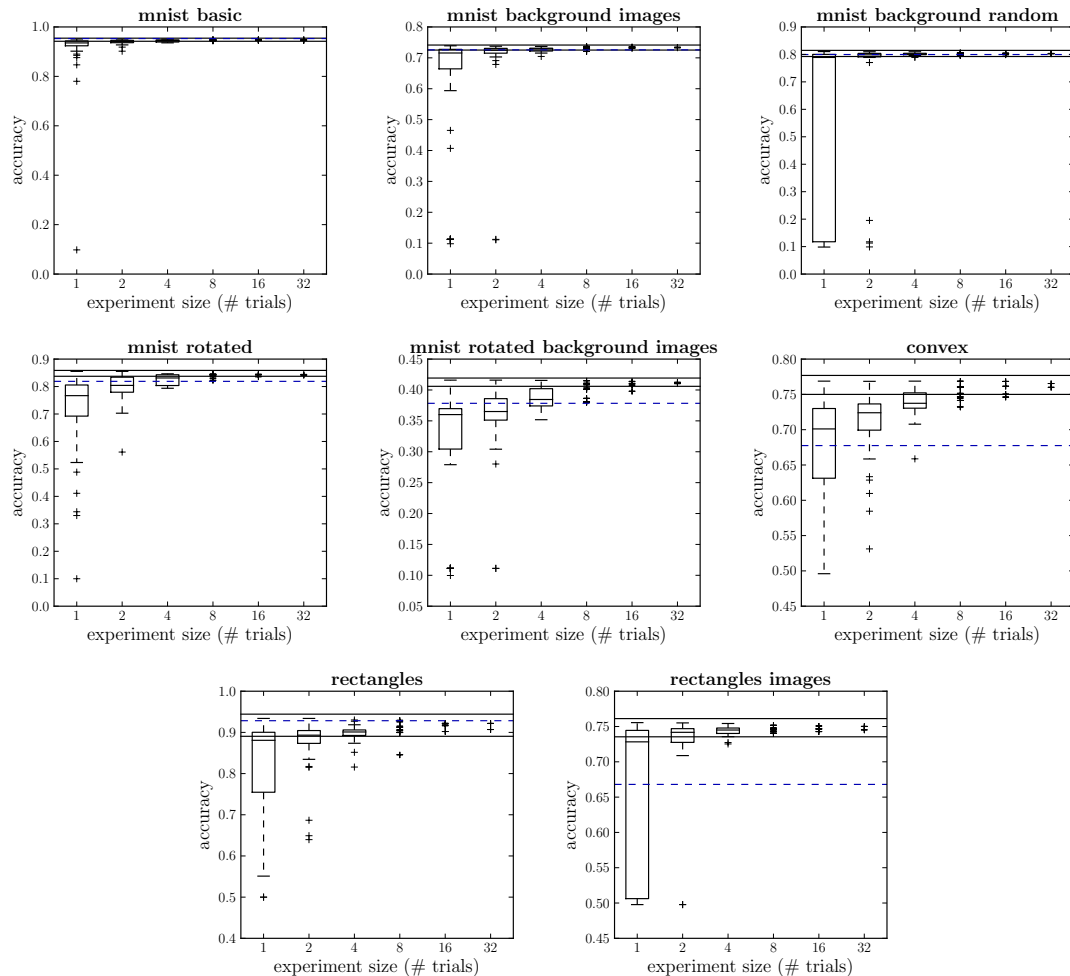 mnist basic
accuracy
1.0
0.8
0.6
0.4
0.2
0.0
1 2 4 8 16 32
experiment size (# trials)
mnist background images
accuracy
0.8
0.7
0.6
0.5
0.4
0.3
0.2
0.1
0.0
1 2 4 8 16 32
experiment size (# trials)
mnist background random
accuracy
0.9
0.8
0.7
0.6
0.5
0.4
0.3
0.2
0.1
0.0
1 2 4 8 16 32
experiment size (# trials)
mnist rotated
accuracy
0.9
0.8
0.7
0.6
0.5
0.4
0.3
0.2
0.1
0.0
1 2 4 8 16 32
experiment size (# trials)
mnist rotated background images
accuracy
0.45
0.40
0.35
0.30
0.25
0.20
0.15
0.10
0.05
1 2 4 8 16 32
experiment size (# trials)
convex
accuracy
0.80
0.75
0.70
0.65
0.60
0.55
0.50
0.45
1 2 4 8 16 32
experiment size (# trials)
rectangles
accuracy
1.0
0.9
0.8
0.7
0.6
0.5
0.4
1 2 4 8 16 32
experiment size (# trials)
rectangles images
accuracy
0.80
0.75
0.70
0.65
0.60
0.55
0.50
0.45
1 2 4 8 16 32
experiment size (# trials)